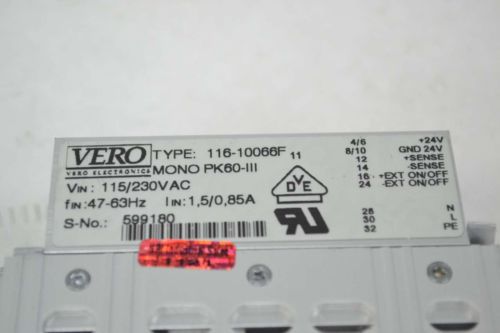 VERO
VERO ELECTRONICS
TYPE: 116-10066F 11
MONO PK60-III
VIN: 115/230VAC
fIN: 47-63Hz IIN: 1,5/0,85A
S-No.: 599180
DVE
4/6 +24V
8/10 GND 24V
12 +SENSE
14 -SENSE
16 +EXT ON/OFF
24 -EXT ON/OFF
28 N
30 L
32 PE